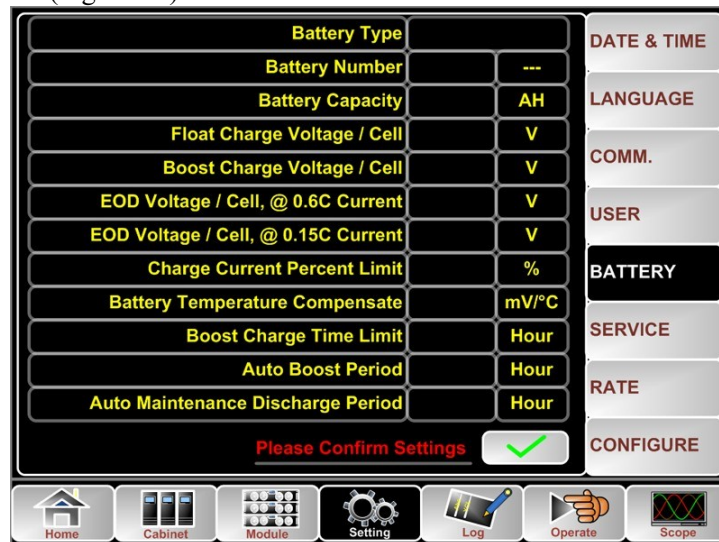 Battery Type
Battery Number ---
Battery Capacity AH
Float Charge Voltage / Cell V
Boost Charge Voltage / Cell V
EOD Voltage / Cell, @ 0.6C Current V
EOD Voltage / Cell, @ 0.15C Current V
Charge Current Percent Limit %
Battery Temperature Compensate mV/°C
Boost Charge Time Limit Hour
Auto Boost Period Hour
Auto Maintenance Discharge Period Hour
Please Confirm Settings
DATE & TIME
LANGUAGE
COMM.
USER
BATTERY
SERVICE
RATE
CONFIGURE
Home
Cabinet
Module
Setting
Log
Operate
Scope